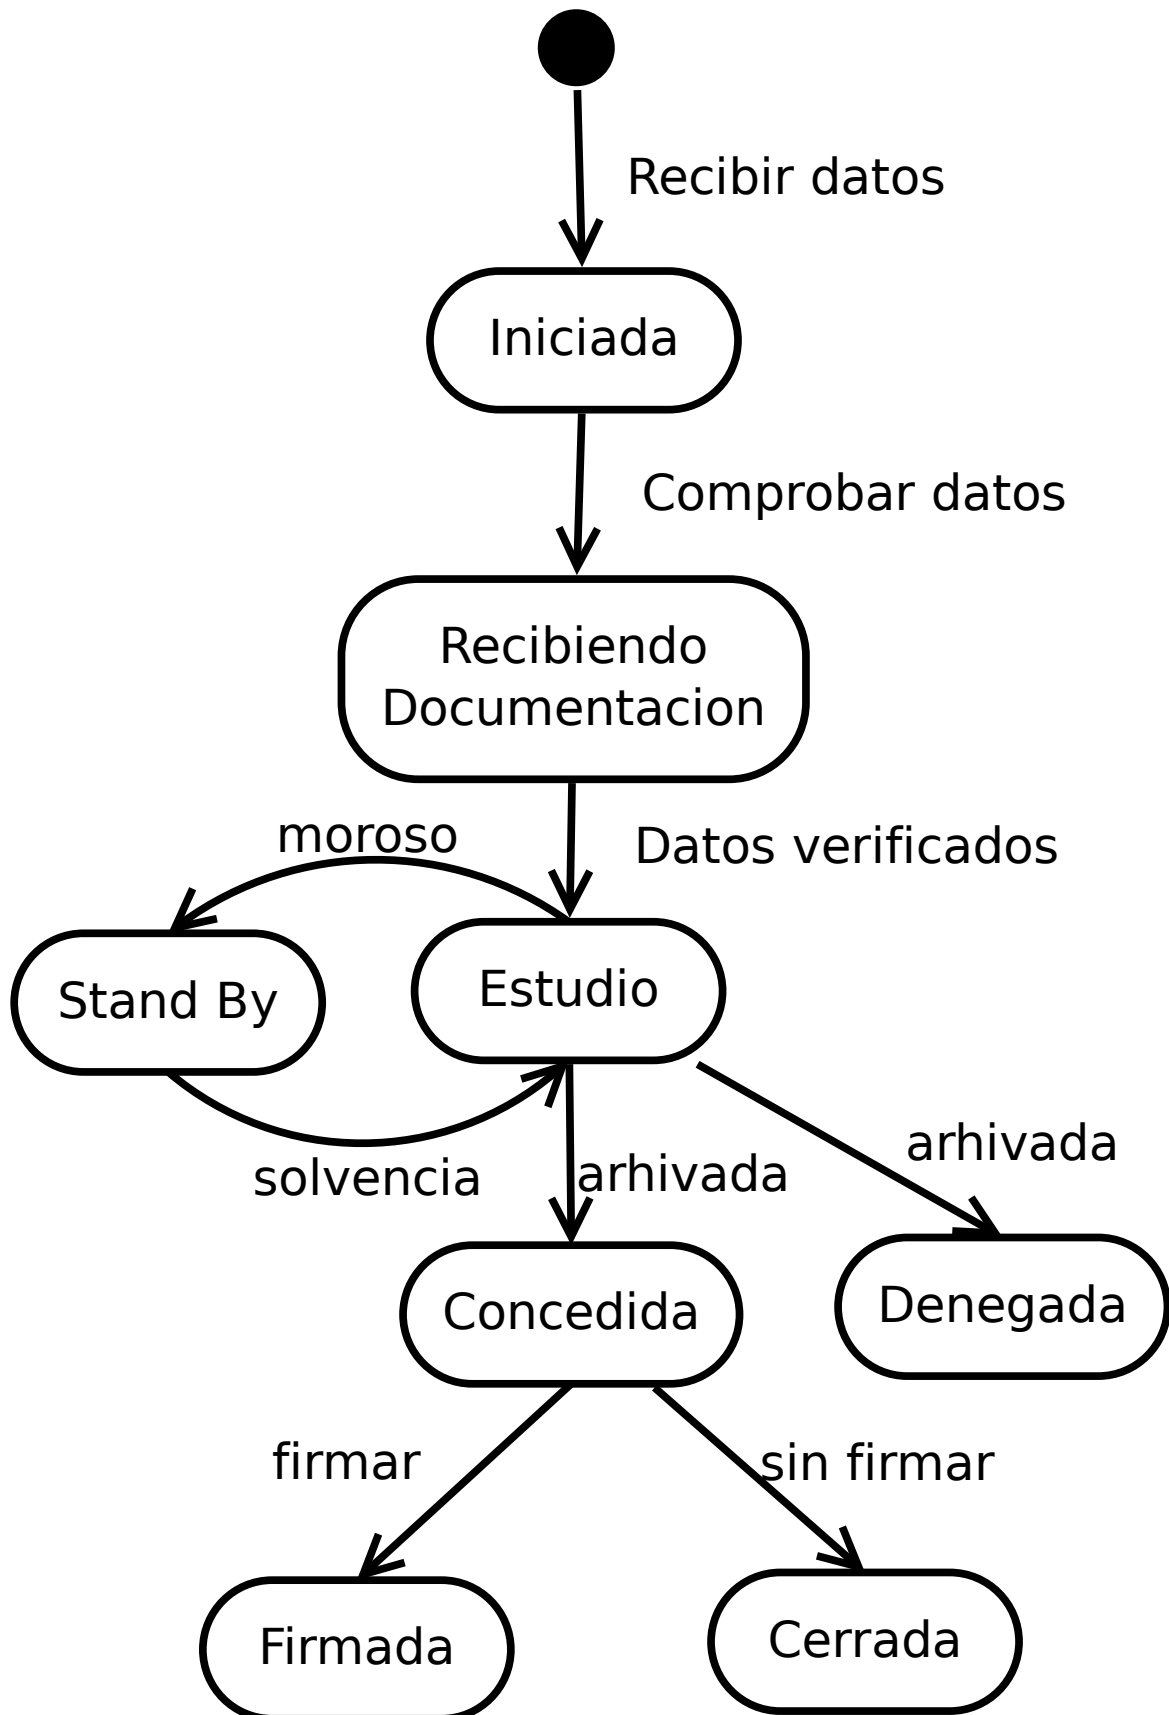 Recibir datos
Iniciada
Comprobar datos
Recibiendo
Documentacion
moroso
Datos verificados
Stand By
Estudio
solvencia
arhivada
arhivada
Concedida
Denegada
firmar
sin firmar
Firmada
Cerrada